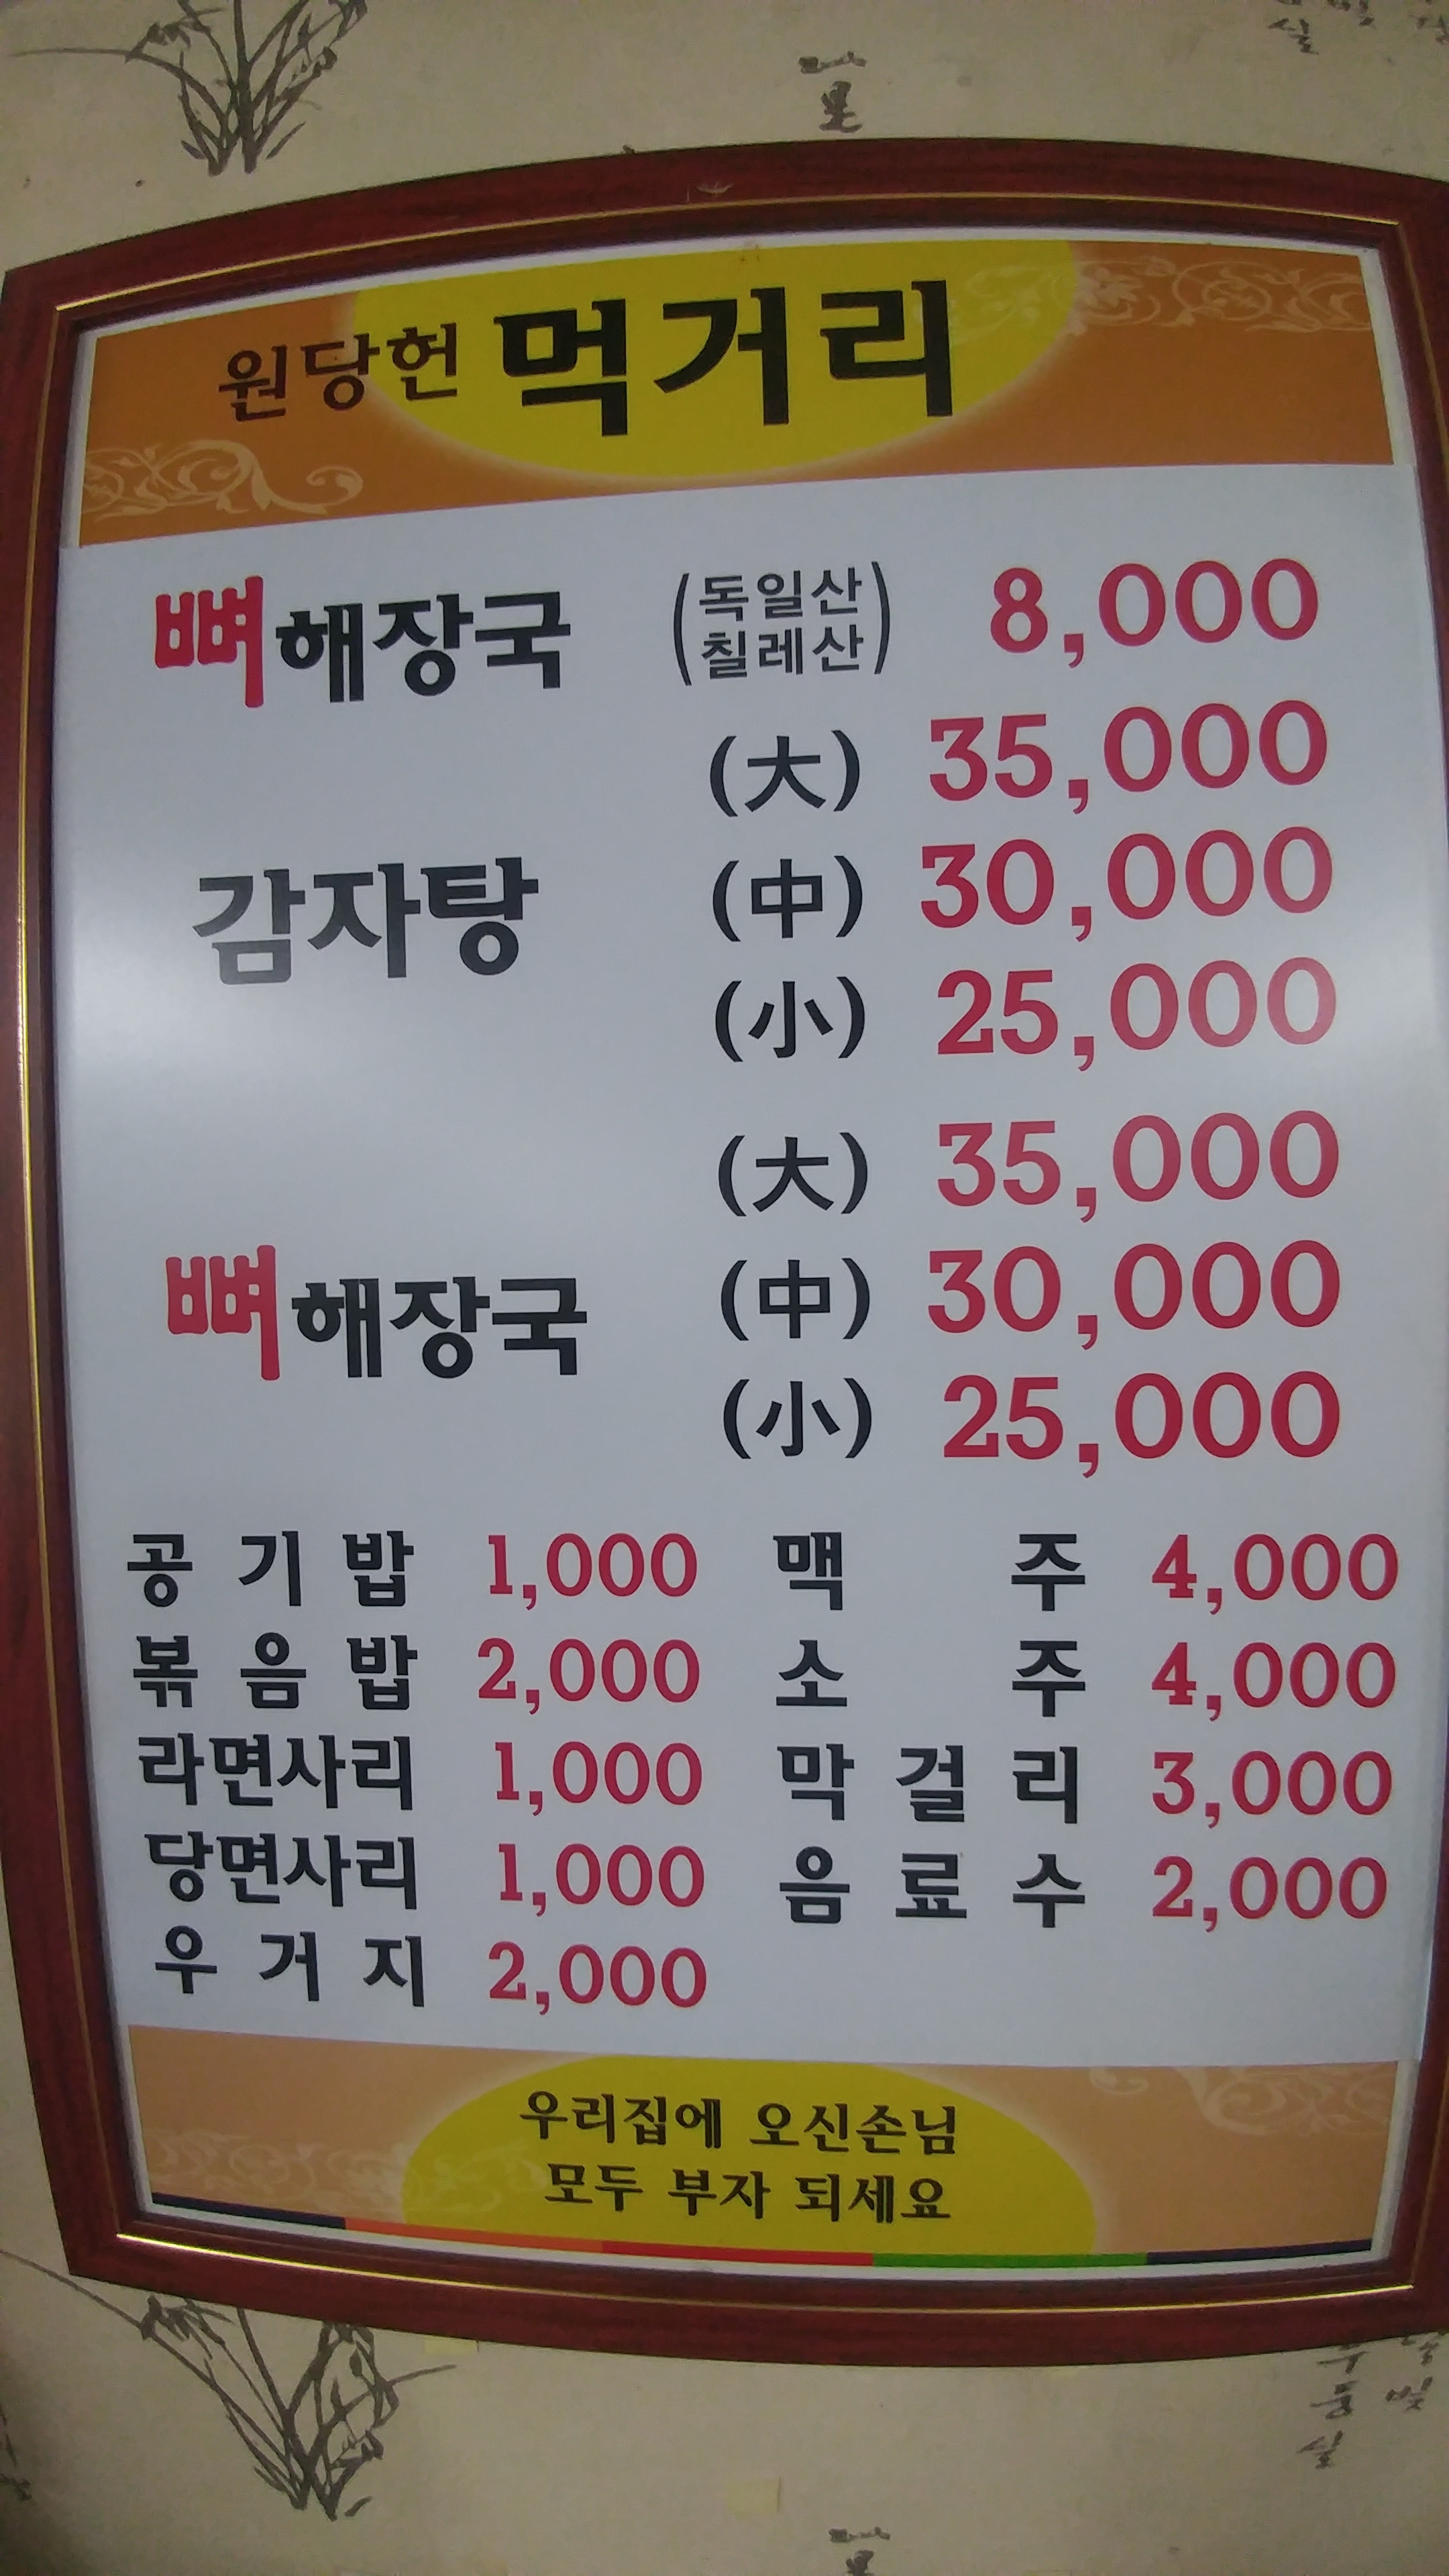 원당헌 먹거리
뼈해장국 (독일산 칠레산) 8,000
(大) 35,000
감자탕 (中) 30,000
(小) 25,000
(大) 35,000
뼈해장국 (中) 30,000
(小) 25,000
공기밥 1,000 맥주 4,000
볶음밥 2,000 소주 4,000
라면사리 1,000 막걸리 3,000
당면사리 1,000 음료수 2,000
우거지 2,000
우리집에 오신손님
모두 부자 되세요